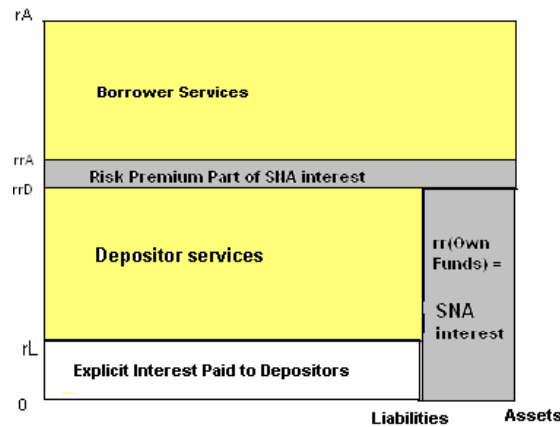 rA
Borrower Services
rrA
Risk Premium Part of SNA interest
rrD
Depositor services
rr(Own
Funds) =
SNA
interest
rL
Explicit Interest Paid to Depositors
0
Liabilities
Assets